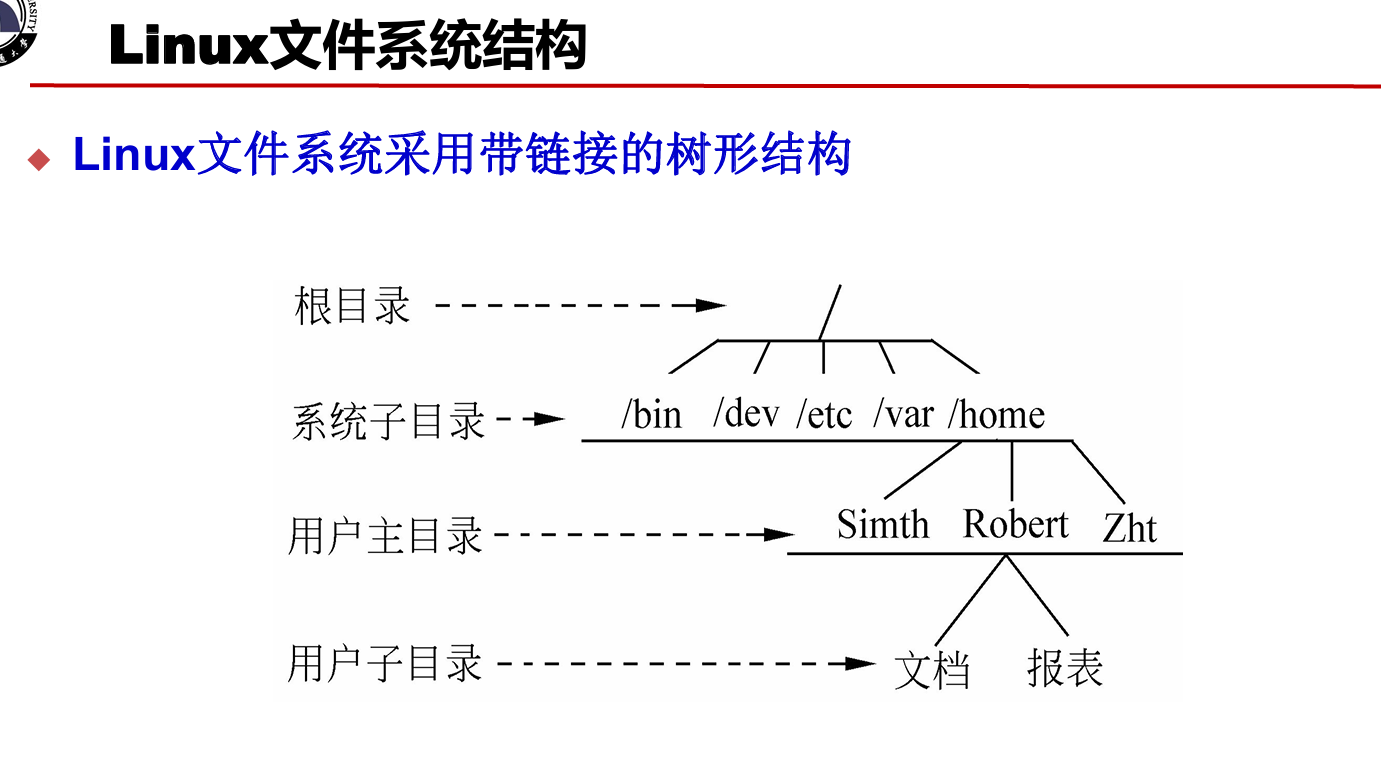 Linux文件系统结构
Linux文件系统采用带链接的树形结构
根目录 /
系统子目录 /bin /dev /etc /var /home
用户主目录 Simth Robert Zht
用户子目录 文档 报表